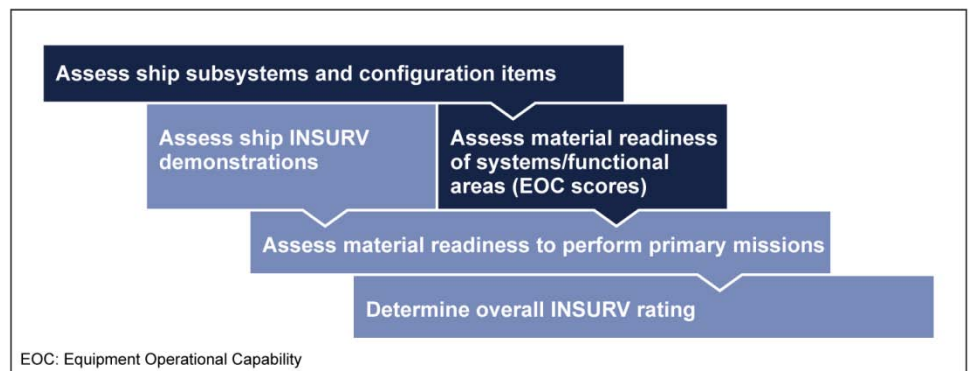 Assess ship subsystems and configuration items
Assess ship INSURV
demonstrations
Assess material readiness
of systems/functional
areas (EOC scores)
Assess material readiness to perform primary missions
Determine overall INSURV rating
EOC: Equipment Operational Capability